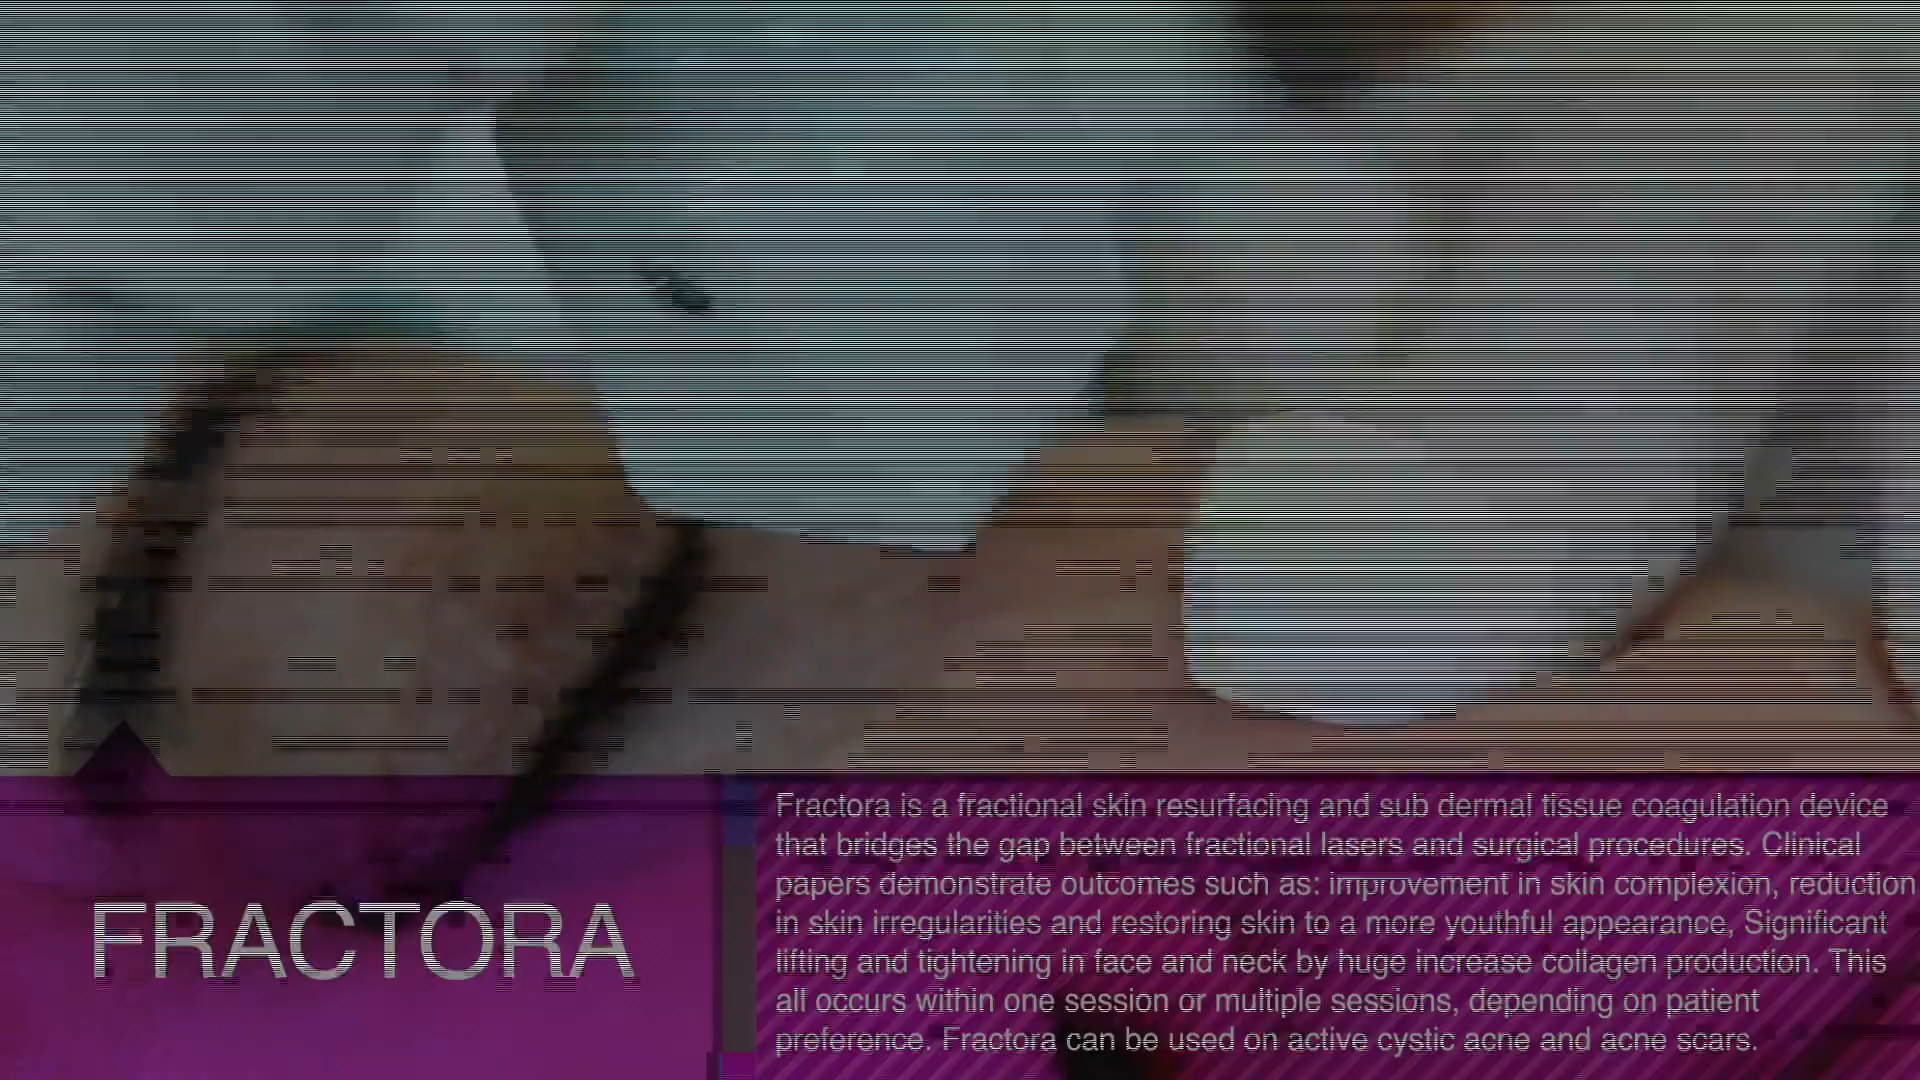 FRACTORA
Fractora is a fractional skin resurfacing and sub dermal tissue coagulation device
that bridges the gap between fractional lasers and surgical procedures. Clinical
papers demonstrate outcomes such as: improvement in skin complexion, reduction
in skin irregularities and restoring skin to a more youthful appearance, Significant
lifting and tightening in face and neck by huge increase collagen production. This
all occurs within one session or multiple sessions, depending on patient
preference. Fractora can be used on active cystic acne and acne scars.